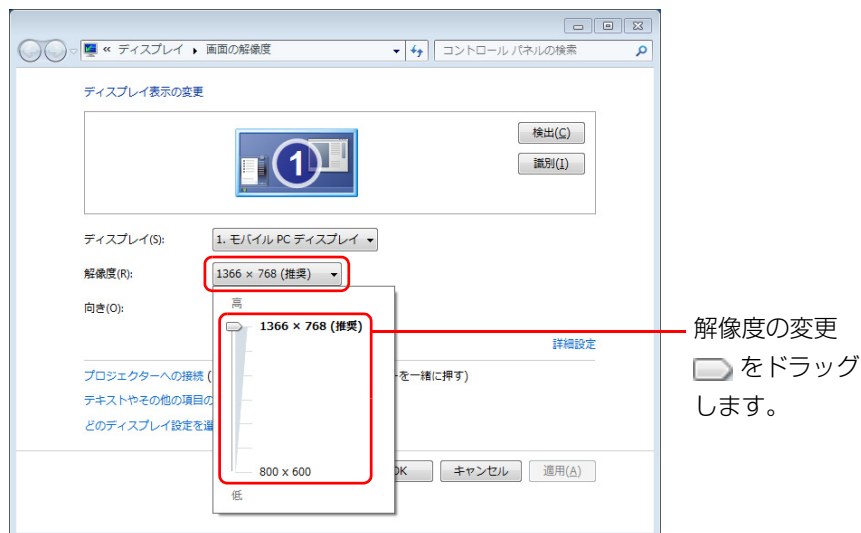 « ディスプレイ ▸ 画面の解像度
コントロール パネルの検索
ディスプレイ表示の変更
1
検出(C)
識別(I)
ディスプレイ(S):
1. モバイル PC ディスプレイ
解像度(R):
1366 × 768 (推奨)
向き(O):
高
1366 × 768 (推奨)
800 x 600
低
詳細設定
プロジェクターへの接続 (
ーを一緒に押す)
テキストやその他の項目の
どのディスプレイ設定を選
OK
キャンセル
適用(A)
解像度の変更
をドラッグ
します。